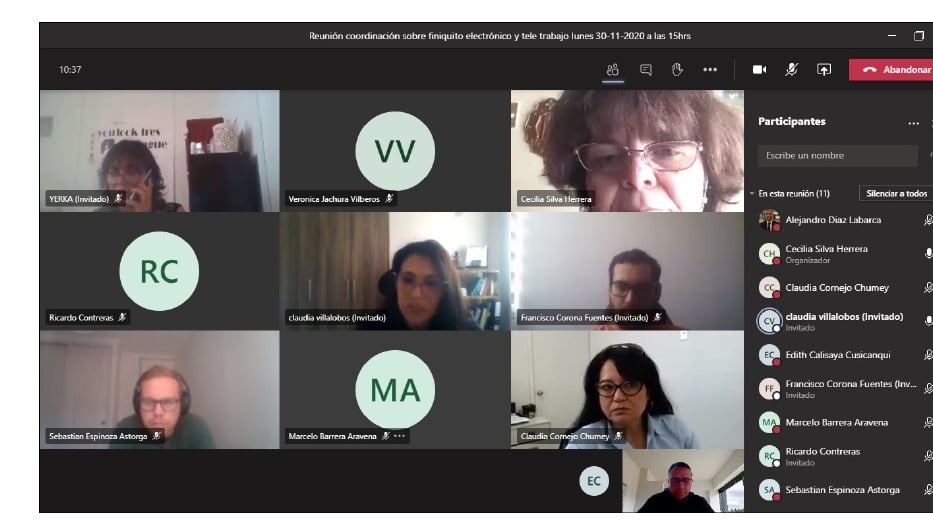 Reunión coordinación sobre finiquito electrónico y tele trabajo lunes 30-11-2020 a las 15hrs
10:37
Abandonar
you look
YERKA (Invitado)
VV
Veronica Jachura Vilberos
Cecilia Silva Herrera
RC
Ricardo Contreras
claudia villalobos (Invitado)
Francisco Corona Fuentes (Invitado)
Sebastian Espinoza Astorga
MA
Marcelo Barrera Aravena
Claudia Cornejo Chumey
EC
Participantes
Escribe un nombre
En esta reunión (11)
Silenciar a todos
Alejandro Diaz Labarca
CH
Cecilia Silva Herrera
Organizador
CC
Claudia Cornejo Chumey
CV
claudia villalobos (Invitado)
Invitado
EC
Edith Calisaya Cusicanqui
FF
Francisco Corona Fuentes (Inv...
Invitado
MA
Marcelo Barrera Aravena
RC
Ricardo Contreras
Invitado
SA
Sebastian Espinoza Astorga